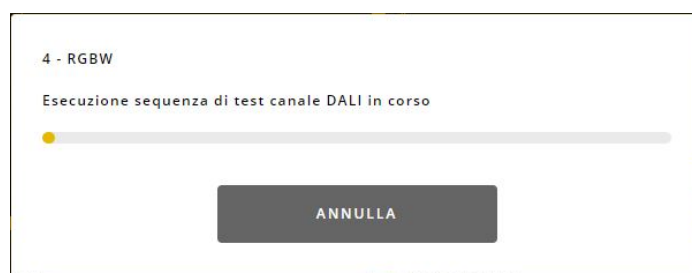 4 - RGBW
Esecuzione sequenza di test canale DALI in corso
ANNULLA